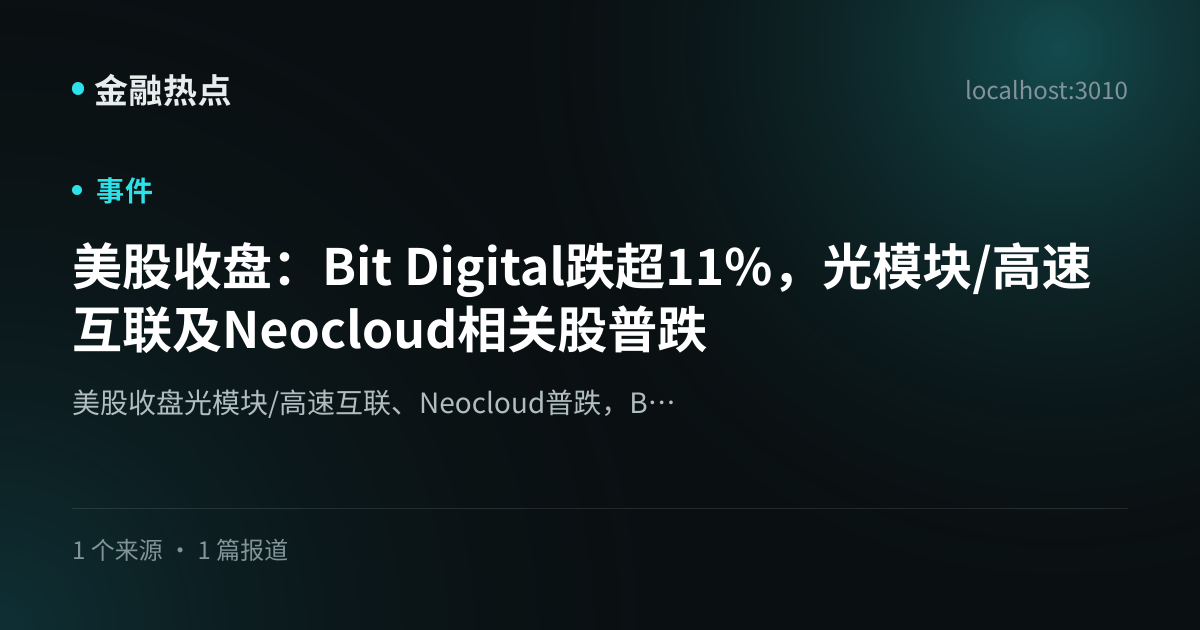 金融热点
localhost:3010
事件
美股收盘：Bit Digital跌超11%，光模块/高速
互联及Neocloud相关股普跌
美股收盘光模块/高速互联、Neocloud普跌，B…
1 个来源 · 1 篇报道